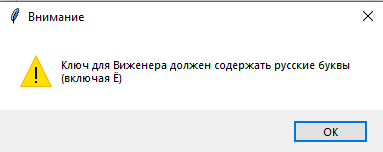 Внимание
Ключ для Виженера должен содержать русские буквы
(включая Ё)
OK